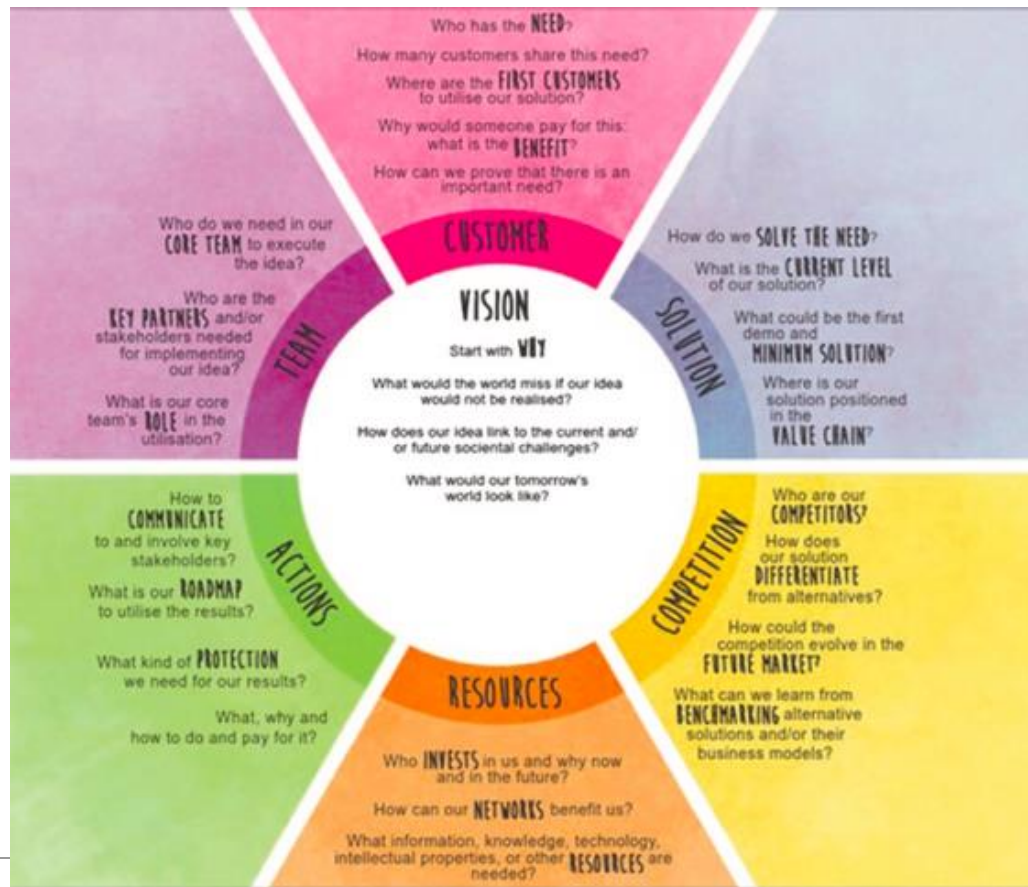 Who has the NEED?
How many customers share this need?
Where are the FIRST CUSTOMERS
to utilise our solution?
Why would someone pay for this:
what is the BENEFIT?
How can we prove that there is an
important need?
CUSTOMER
How do we SOLVE THE NEED?
What is the CURRENT LEVEL
of our solution?
What could be the first
demo and
MINIMUM SOLUTION?
Where is our
solution positioned
in the
VALUE CHAIN?
SOLUTION
Who are our
COMPETITORS?
How does
our solution
DIFFERENTIATE
from alternatives?
How could the
competition evolve in the
FUTURE MARKET?
What can we learn from
BENCHMARKING alternative
solutions and/or their
business models?
COMPETITION
RESOURCES
Who INVESTS in us and why now
and in the future?
How can our NETWORKS benefit us?
What information, knowledge, technology,
intellectual properties, or other RESOURCES are
needed?
How to
COMMUNICATE
to and involve key
stakeholders?
What is our ROADMAP
to utilise the results?
What kind of PROTECTION
we need for our results?
What, why and
how to do and pay for it?
ACTIONS
Who do we need in our
CORE TEAM to execute
the idea?
Who are the
KEY PARTNERS and/or
stakeholders needed
for implementing
our idea?
What is our core
team's ROLE in the
utilisation?
TEAM
VISION
Start with WHY
What would the world miss if our idea
would not be realised?
How does our idea link to the current and/
or future sociental challenges?
What would our tomorrow's
world look like?